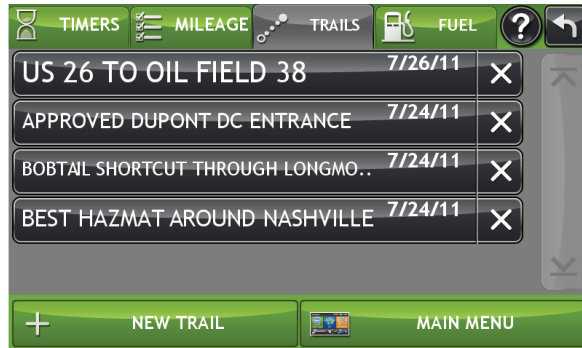 TIMERS MILEAGE TRAILS FUEL ?
US 26 TO OIL FIELD 38 7/26/11
APPROVED DUPONT DC ENTRANCE 7/24/11
BOBTAIL SHORTCUT THROUGH LONGMO.. 7/24/11
BEST HAZMAT AROUND NASHVILLE 7/24/11
NEW TRAIL MAIN MENU